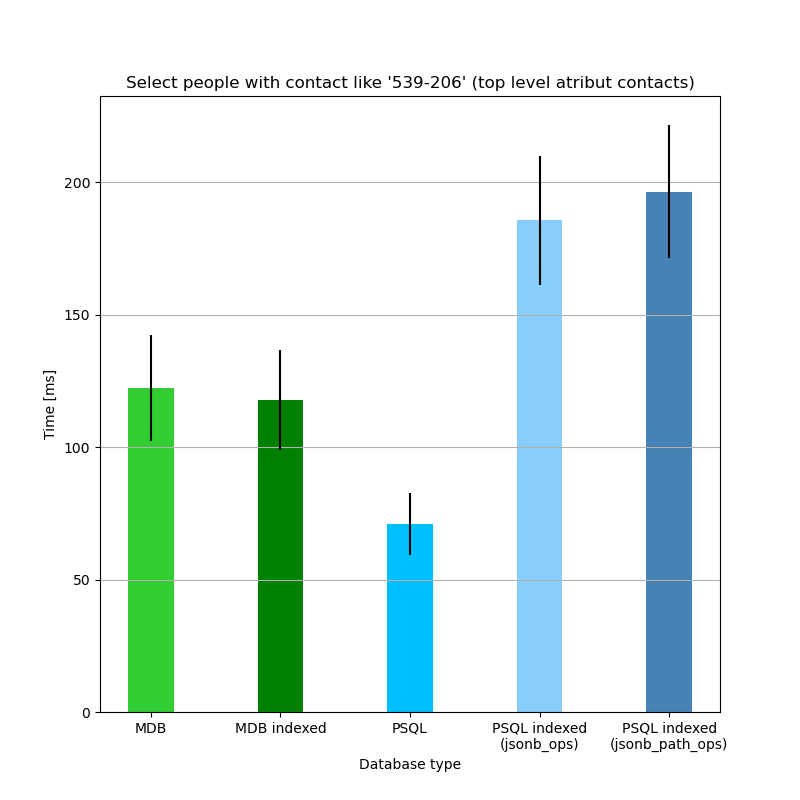 Select people with contact like '539-206' (top level atribut contacts)
Time [ms]
200
150
100
50
0
MDB
MDB indexed
PSQL
PSQL indexed
(jsonb_ops)
PSQL indexed
(jsonb_path_ops)
Database type